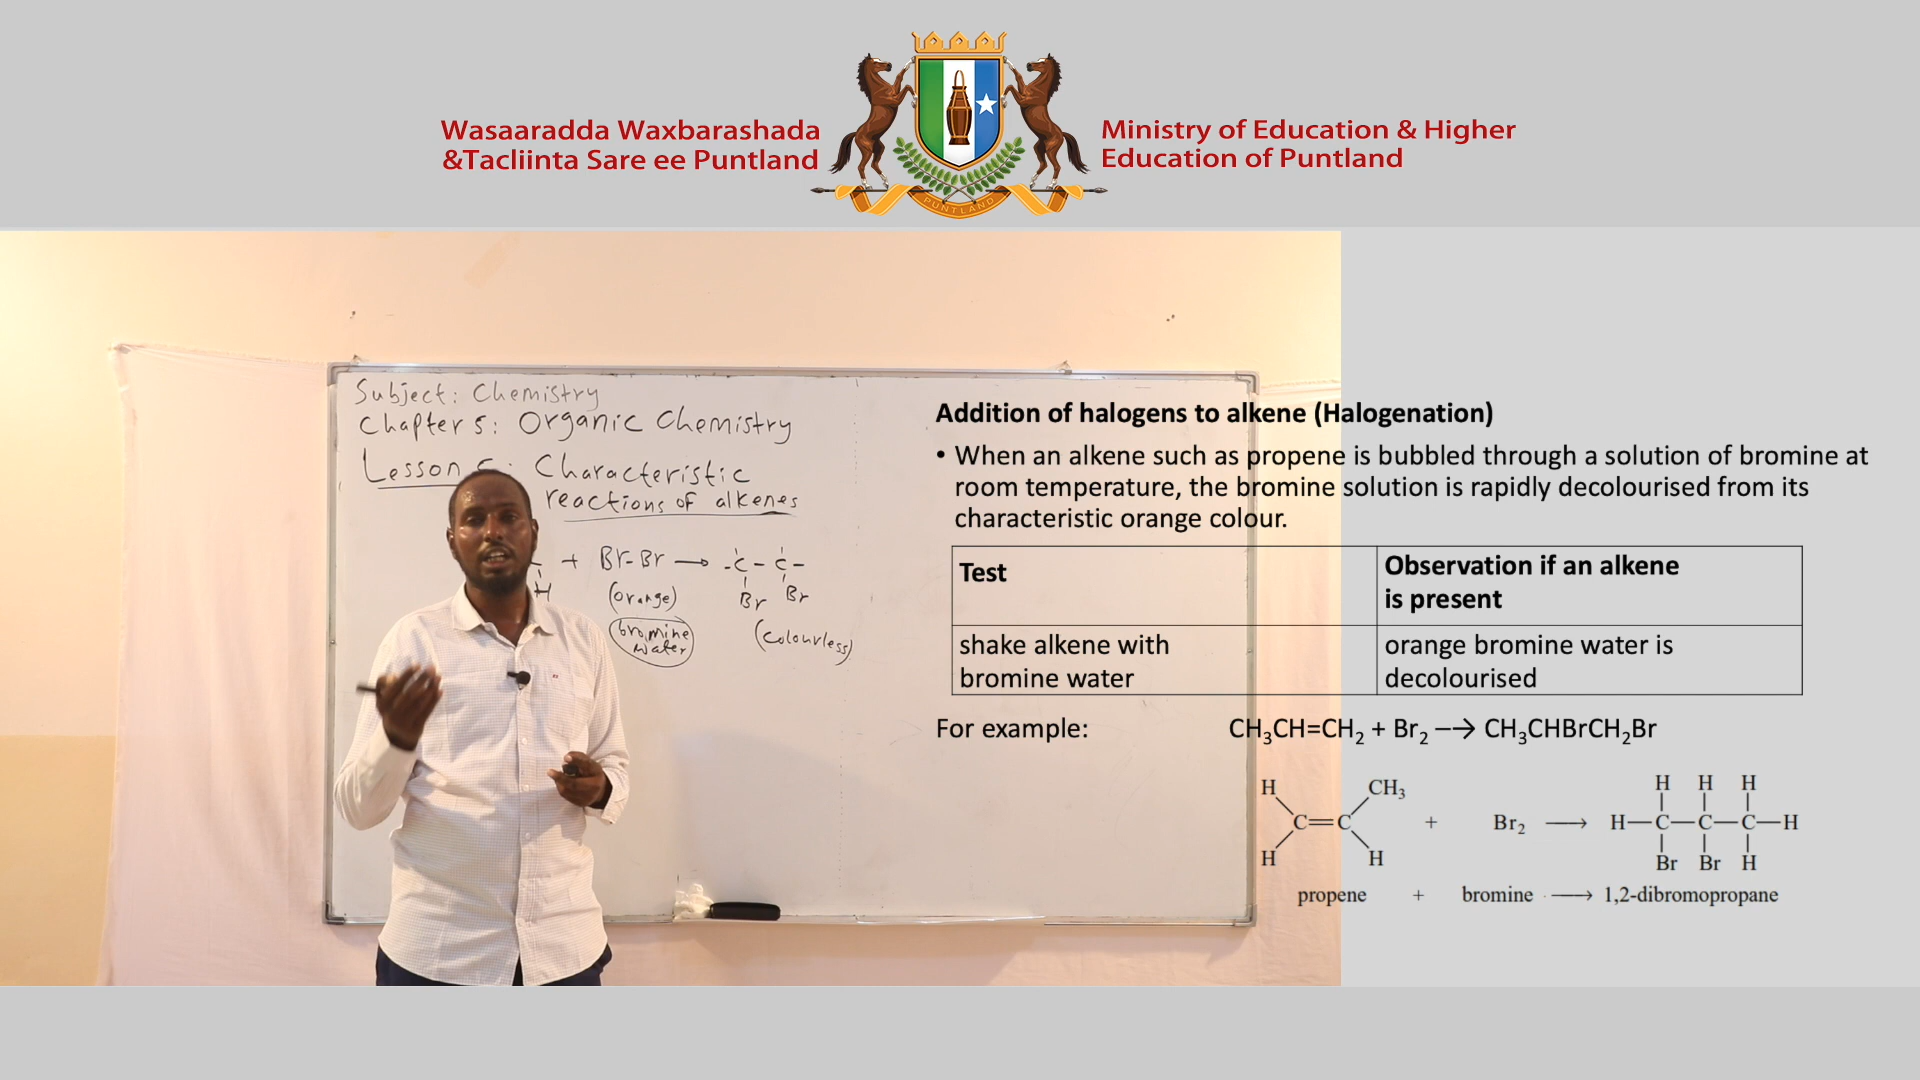 Wasaaradda Waxbarashada
&Tacliinta Sare ee Puntland
PUNTLAND
Ministry of Education & Higher
Education of Puntland
Subject: Chemistry
Chapter 5: Organic Chemistry
Lesson Characteristic
reactions of alkenes
+ Br-Br → -C-C-
H
Br Br
(orange)
bromine
water
(colourless)
Addition of halogens to alkene (Halogenation)
• When an alkene such as propene is bubbled through a solution of bromine at
room temperature, the bromine solution is rapidly decolourised from its
characteristic orange colour.
Test
Observation if an alkene
is present
shake alkene with
bromine water
orange bromine water is
decolourised
For example: CH₃CH=CH₂ + Br₂ → CH₃CHBrCH₂Br
H CH₃ H H H
C=C + Br₂ → H—C—C—C—H
H H Br Br H
propene + bromine → 1,2-dibromopropane